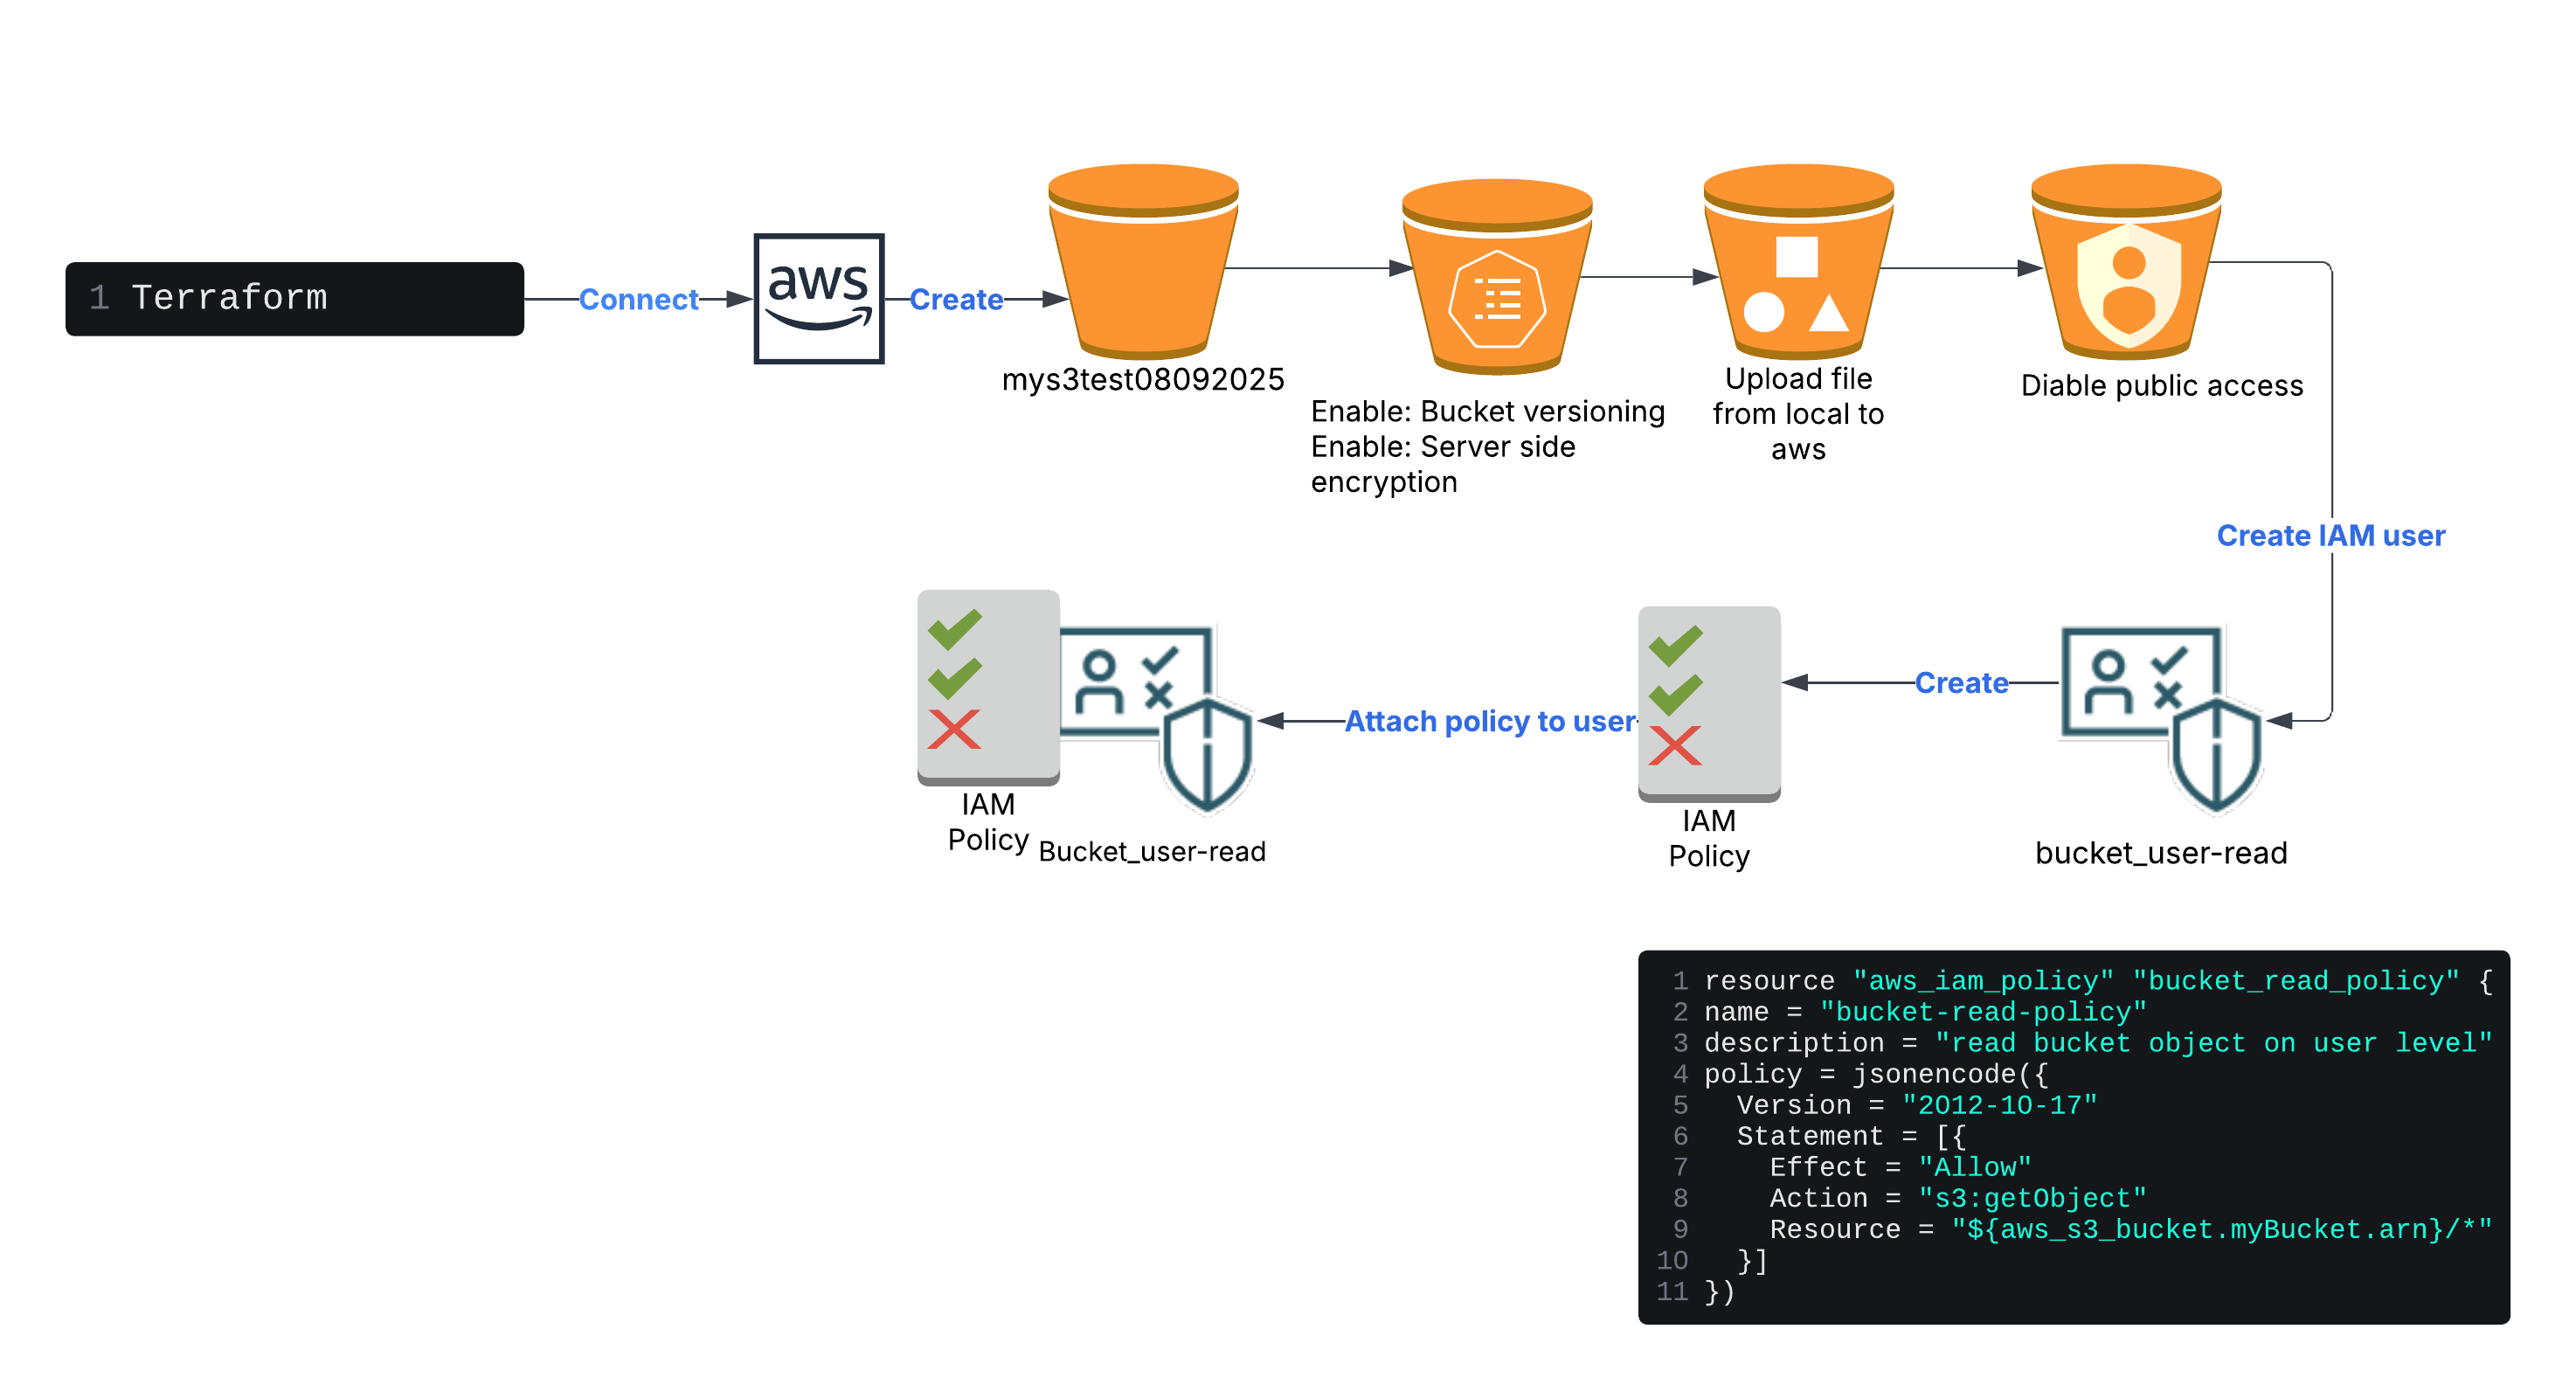 1 Terraform
Connect
aws
Create
mys3test08092025
Enable: Bucket versioning
Enable: Server side
encryption
Upload file
from local to
aws
Diable public access
Create IAM user
IAM
Policy
Bucket_user-read
Attach policy to user
IAM
Policy
Create
bucket_user-read
1 resource "aws_iam_policy" "bucket_read_policy" {
2 name = "bucket-read-policy"
3 description = "read bucket object on user level"
4 policy = jsonencode({
5   Version = "2012-10-17"
6   Statement = [{
7     Effect = "Allow"
8     Action = "s3:getObject"
9     Resource = "${aws_s3_bucket.myBucket.arn}/*"
10   }]
11 })